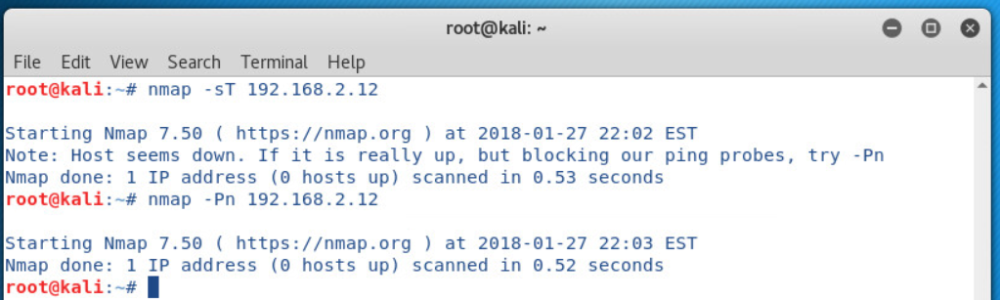 root@kali: ~
File Edit View Search Terminal Help
root@kali:~# nmap -sT 192.168.2.12
Starting Nmap 7.50 ( https://nmap.org ) at 2018-01-27 22:02 EST
Note: Host seems down. If it is really up, but blocking our ping probes, try -Pn
Nmap done: 1 IP address (0 hosts up) scanned in 0.53 seconds
root@kali:~# nmap -Pn 192.168.2.12
Starting Nmap 7.50 ( https://nmap.org ) at 2018-01-27 22:03 EST
Nmap done: 1 IP address (0 hosts up) scanned in 0.52 seconds
root@kali:~#